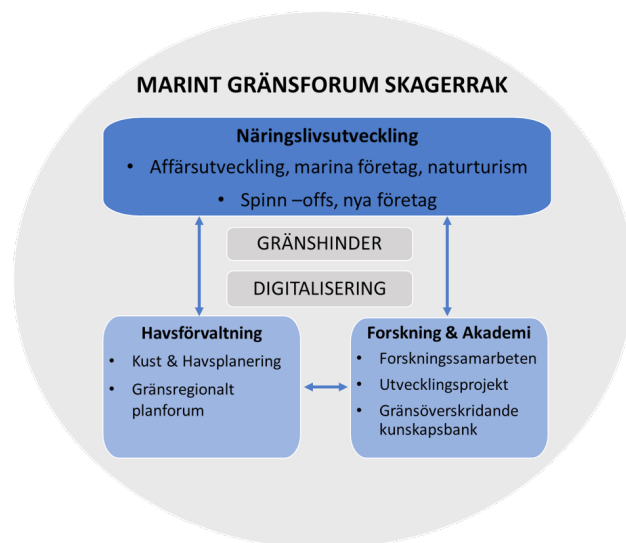 MARINT GRÄNSFORUM SKAGERRAK
Näringslivsutveckling
• Affärsutveckling, marina företag, naturturism
• Spinn –offs, nya företag
GRÄNSHINDER
DIGITALISERING
Havsförvaltning
• Kust & Havsplanering
• Gränsregionalt
planforum
Forskning & Akademi
• Forskningssamarbeten
• Utvecklingsprojekt
• Gränsöverskridande
kunskapsbank